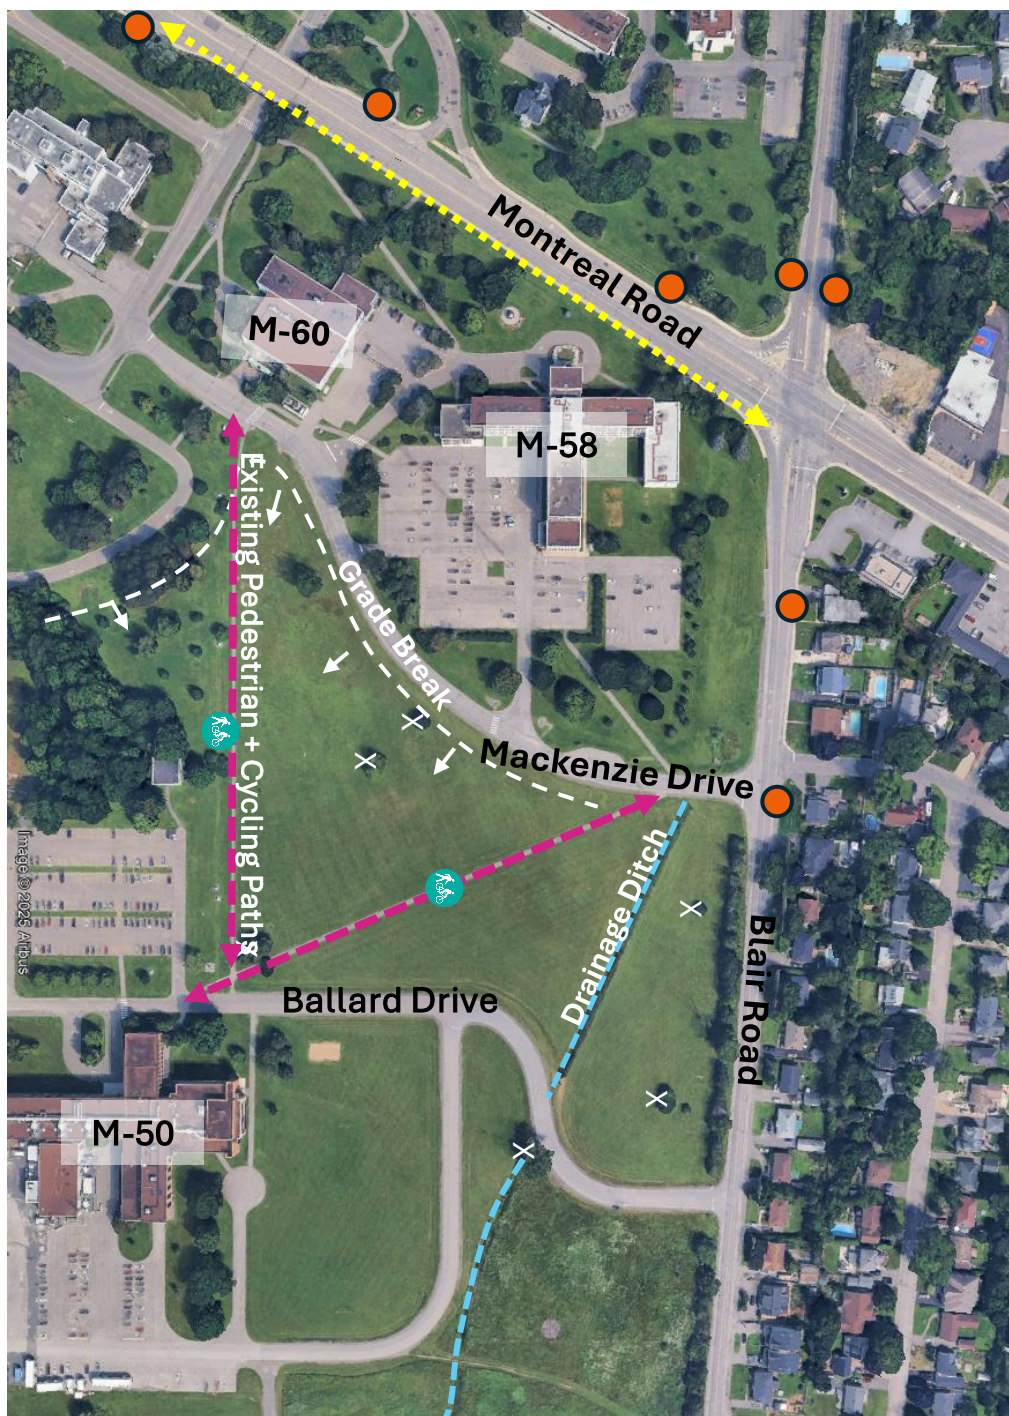 Montreal Road
M-60
M-58
Existing Pedestrian + Cycling Paths
Grade Break
Mackenzie Drive
Drainage Ditch
Image © 2025 Airbus
Ballard Drive
Blair Road
M-50